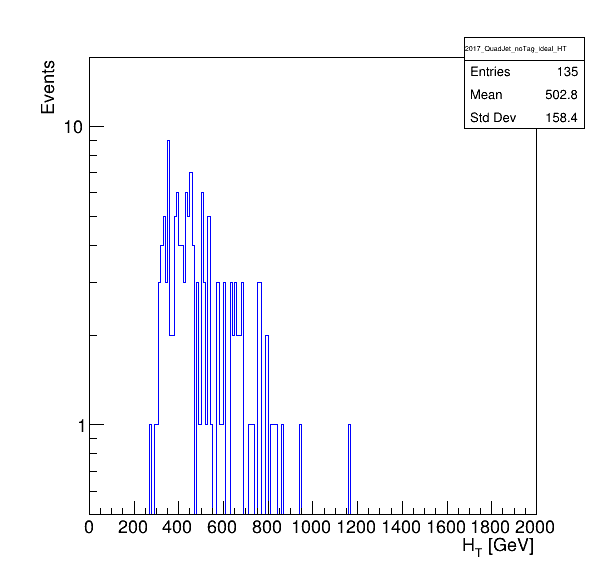 2017_QuadJet_noTag_ideal_HT
Entries 135
Mean 502.8
Std Dev 158.4
Events
10
1
0 200 400 600 800 1000 1200 1400 1600 1800 2000
H_T [GeV]